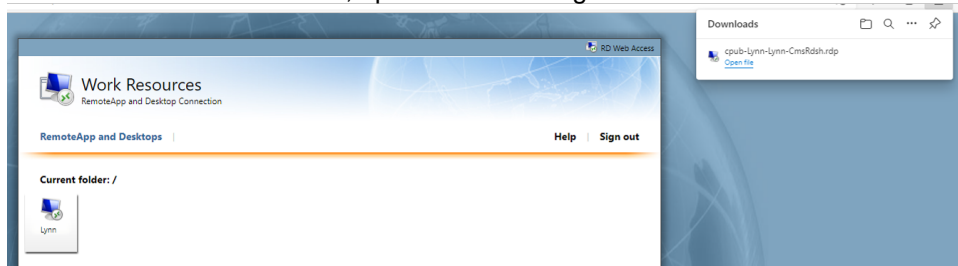 Downloads
cpub-Lynn-Lynn-CmsRdsh.rdp
Open file
RD Web Access
Work Resources
RemoteApp and Desktop Connection
RemoteApp and Desktops
Help
Sign out
Current folder: /
Lynn